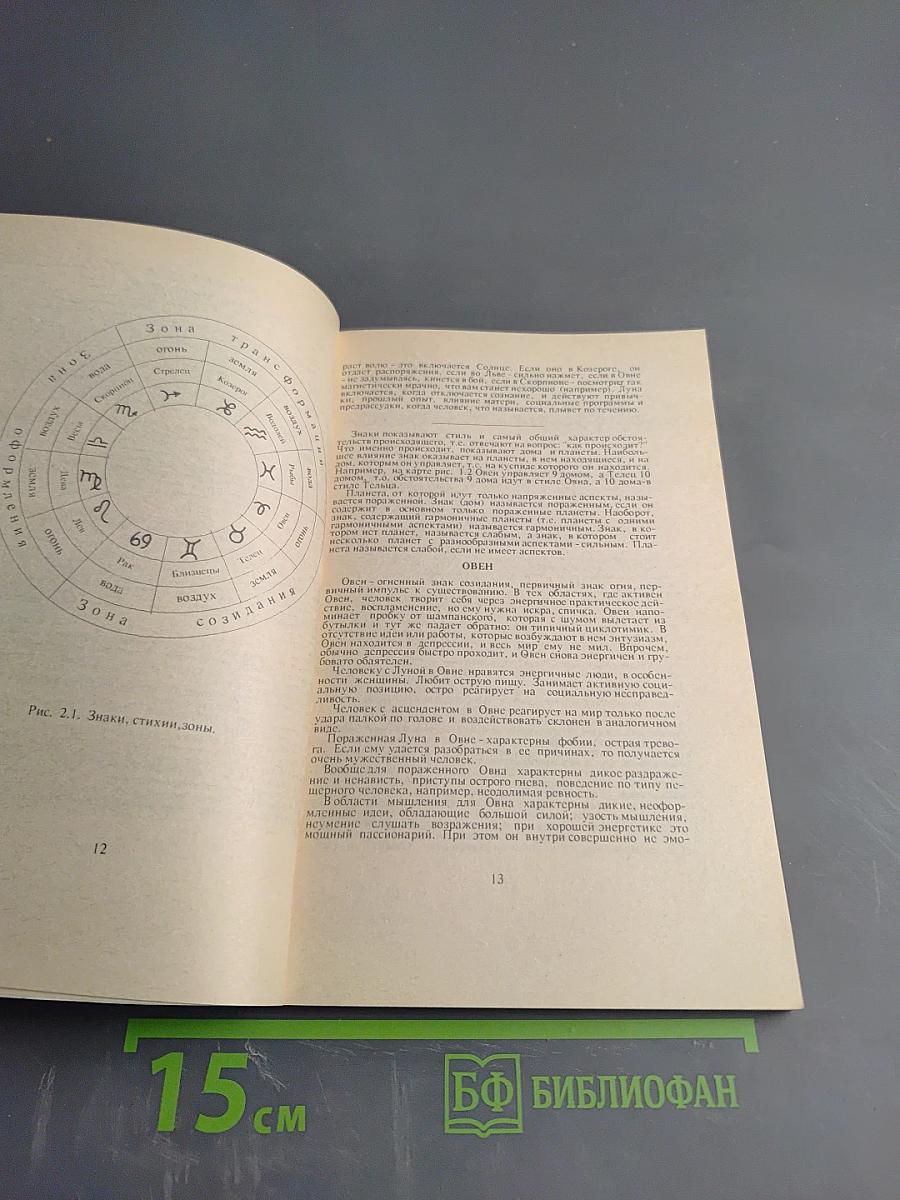 Зона трансформации
огонь
земля
воздух
вода
огонь
земля
воздух
вода
огонь
земля
воздух
вода
Стрелец
Козерог
Водолей
Рыбы
Овен
Телец
Близнецы
Рак
Лев
Дева
Весы
Скорпион
Зона созидания
Зона оформления
Рис. 2.1. Знаки, стихии,зоны.
12
раст волю - это включается Солнце. Если оно в Козероге, он
отдает распоряжения, если во Льве - сильно нажмет, если в Овне
- не задумываясь, кинется в бой, если в Скорпионе - посмотрит так
магнетически мрачно, что вам станет нехорошо (например). Луна
включается, когда отключается сознание, и действуют привыч-
ки, прошлый опыт, влияние матери, социальные программы и
предрассудки, когда человек, что называется, плывет по течению.
Знаки показывают стиль и самый общий характер обстоя-
тельств происходящего, т.е. отвечают на вопрос: "как происходит?"
Что именно происходит, показывают дома и планеты. Наиболь-
шее влияние знак оказывает на планеты, в нем находящиеся, и на
дом, которым он управляет, т.е. на куспиде которого он находится.
Например, на карте рис. 1.2 Овен управляет 9 домом, а Телец 10
домом, т.о. обстоятельства 9 дома идут в стиле Овна, а 10 дома-в
стиле Тельца.
Планета, от которой идут только напряженные аспекты, назы-
вается пораженной. Знак (дом) называется пораженным, если он
содержит в основном только пораженные планеты. Наоборот,
знак, содержащий гармоничные планеты (т.е. планеты с одними
гармоничными аспектами) называется гармоничным. Знак, в ко-
тором нет планет, называется слабым, а знак, в котором стоит
несколько планет с разнообразными аспектами - сильным. Пла-
нета называется слабой, если не имеет аспектов.
ОВЕН
Овен - огненный знак созидания, первичный знак огня, пер-
вичный импульс к существованию. В тех областях, где активен
Овен, человек творит себя через энергичное практическое дей-
ствие, воспламенение, но ему нужна искра, спичка. Овен напо-
минает пробку от шампанского, которая с шумом вылетает из
бутылки и тут же падает обратно: он типичный циклотимик. В
отсутствие идеи или работы, которые возбуждают в нем энтузиазм,
Овен находится в депрессии, и весь мир ему не мил. Впрочем,
обычно депрессия быстро проходит, и Овен снова энергичен и гру-
бовато обаятелен.
Человеку с Луной в Овне нравятся энергичные люди, в особен-
ности женщины. Любит острую пищу. Занимает активную соци-
альную позицию, остро реагирует на социальную несправед-
ливость.
Человек с асцендентом в Овне реагирует на мир только после
удара палкой по голове и воздействовать склонен в аналогичном
виде.
Пораженная Луна в Овне - характерны фобии, острая трево-
га. Если ему удается разобраться в ее причинах, то получается
очень мужественный человек.
Вообще для пораженного Овна характерны дикое раздраже-
ние и ненависть, приступы острого гнева, поведение по типу пе-
щерного человека, например, неодолимая ревность.
В области мышления для Овна характерны дикие, неофор-
мленные идеи, обладающие большой силой; узость мышления,
неумение слушать возражения; при хорошей энергетике это
мощный пассионарий. При этом он внутри совершенно не эмо-
13
15 см
БФ БИБЛИОФАН